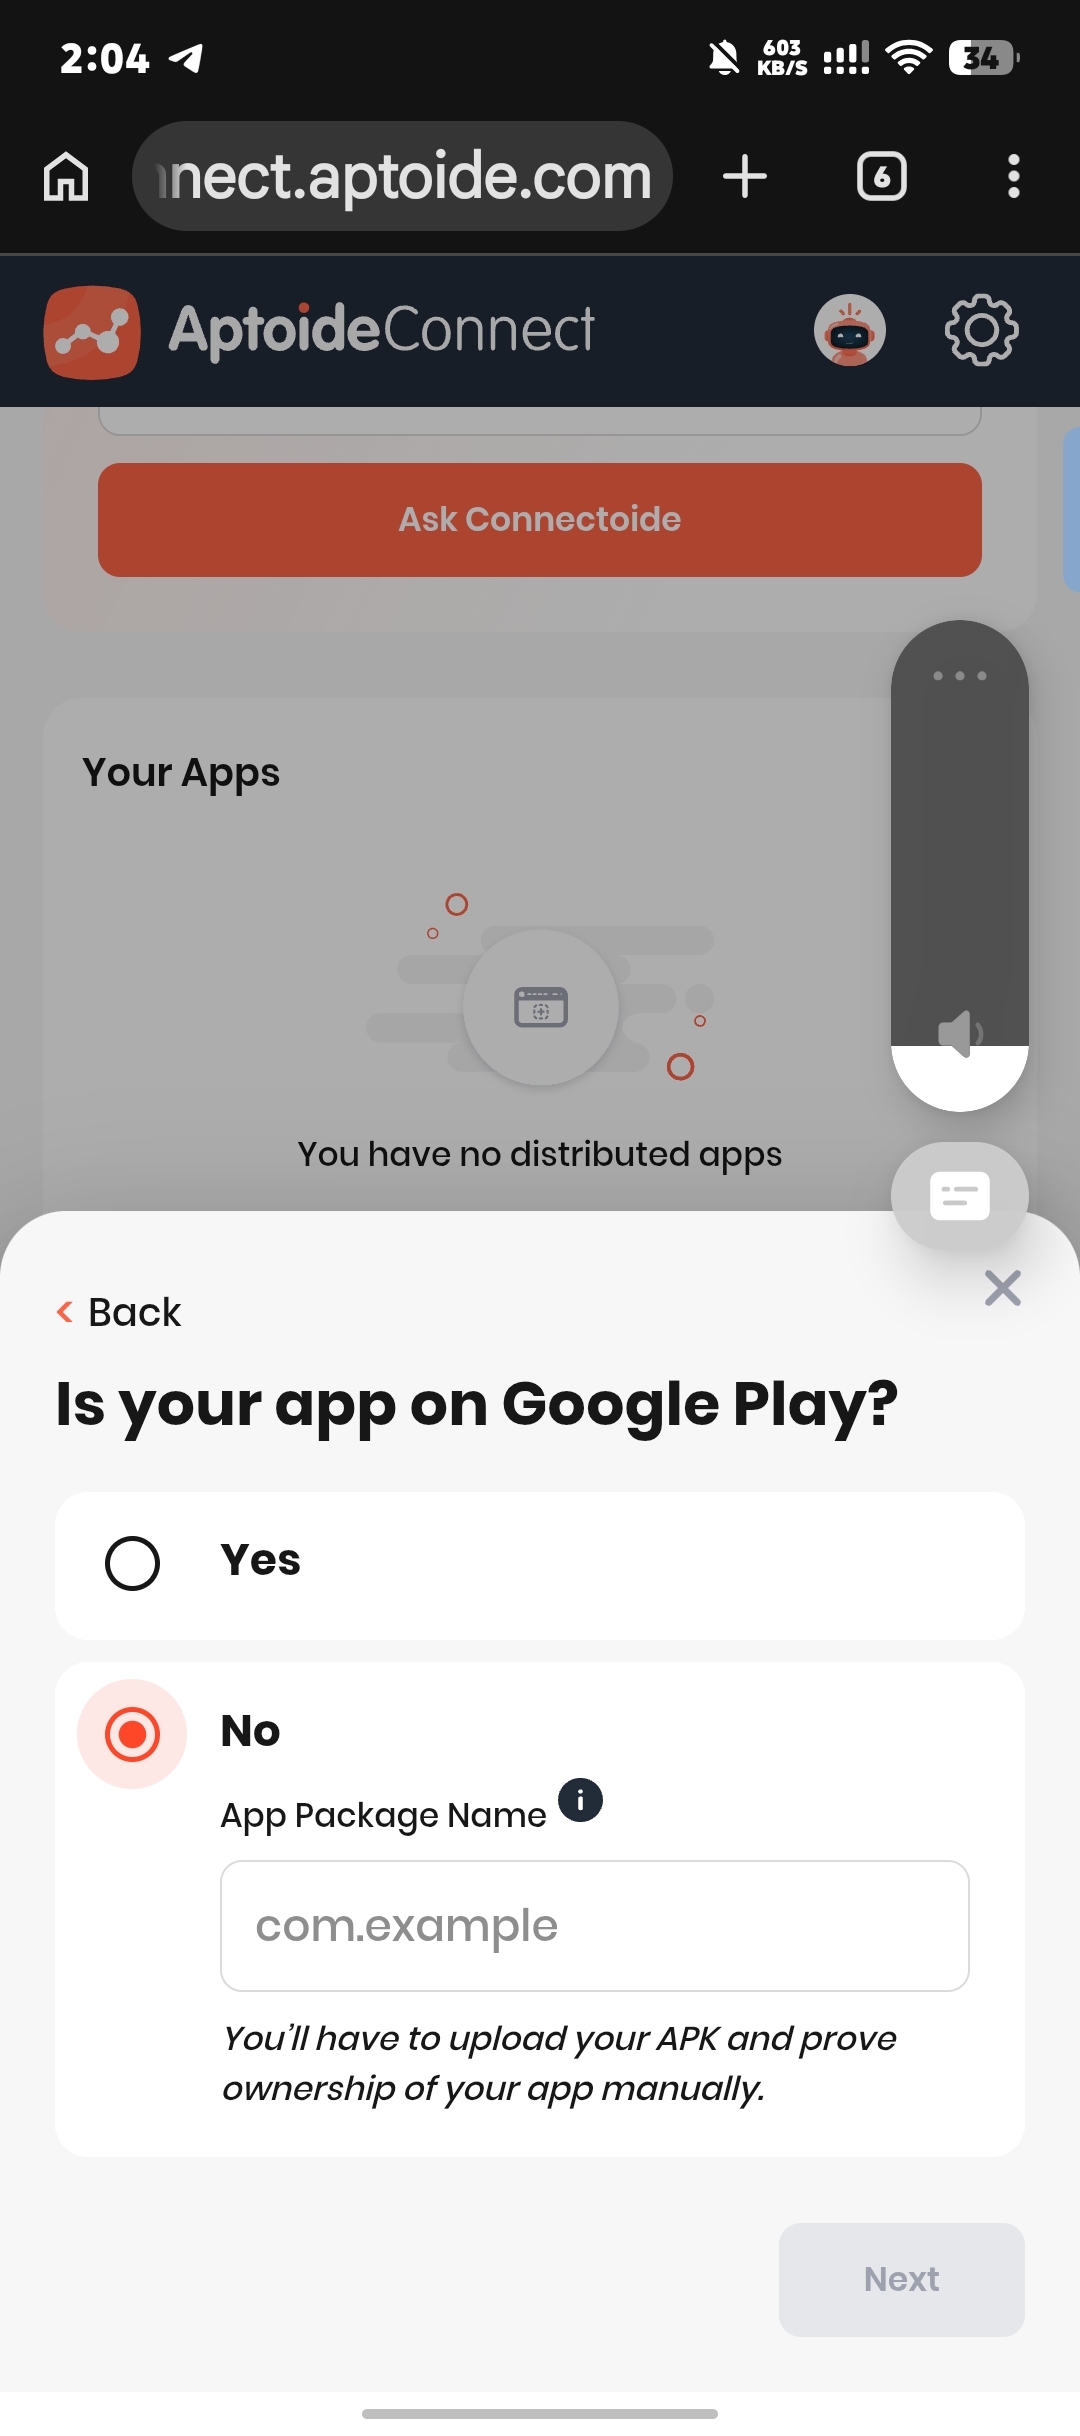 2:04
603
KB/S
34
nnect.aptoide.com
6
AptoideConnect
Ask Connectoide
Your Apps
You have no distributed apps
< Back
Is your app on Google Play?
Yes
No
App Package Name
com.example
You'll have to upload your APK and prove
ownership of your app manually.
Next